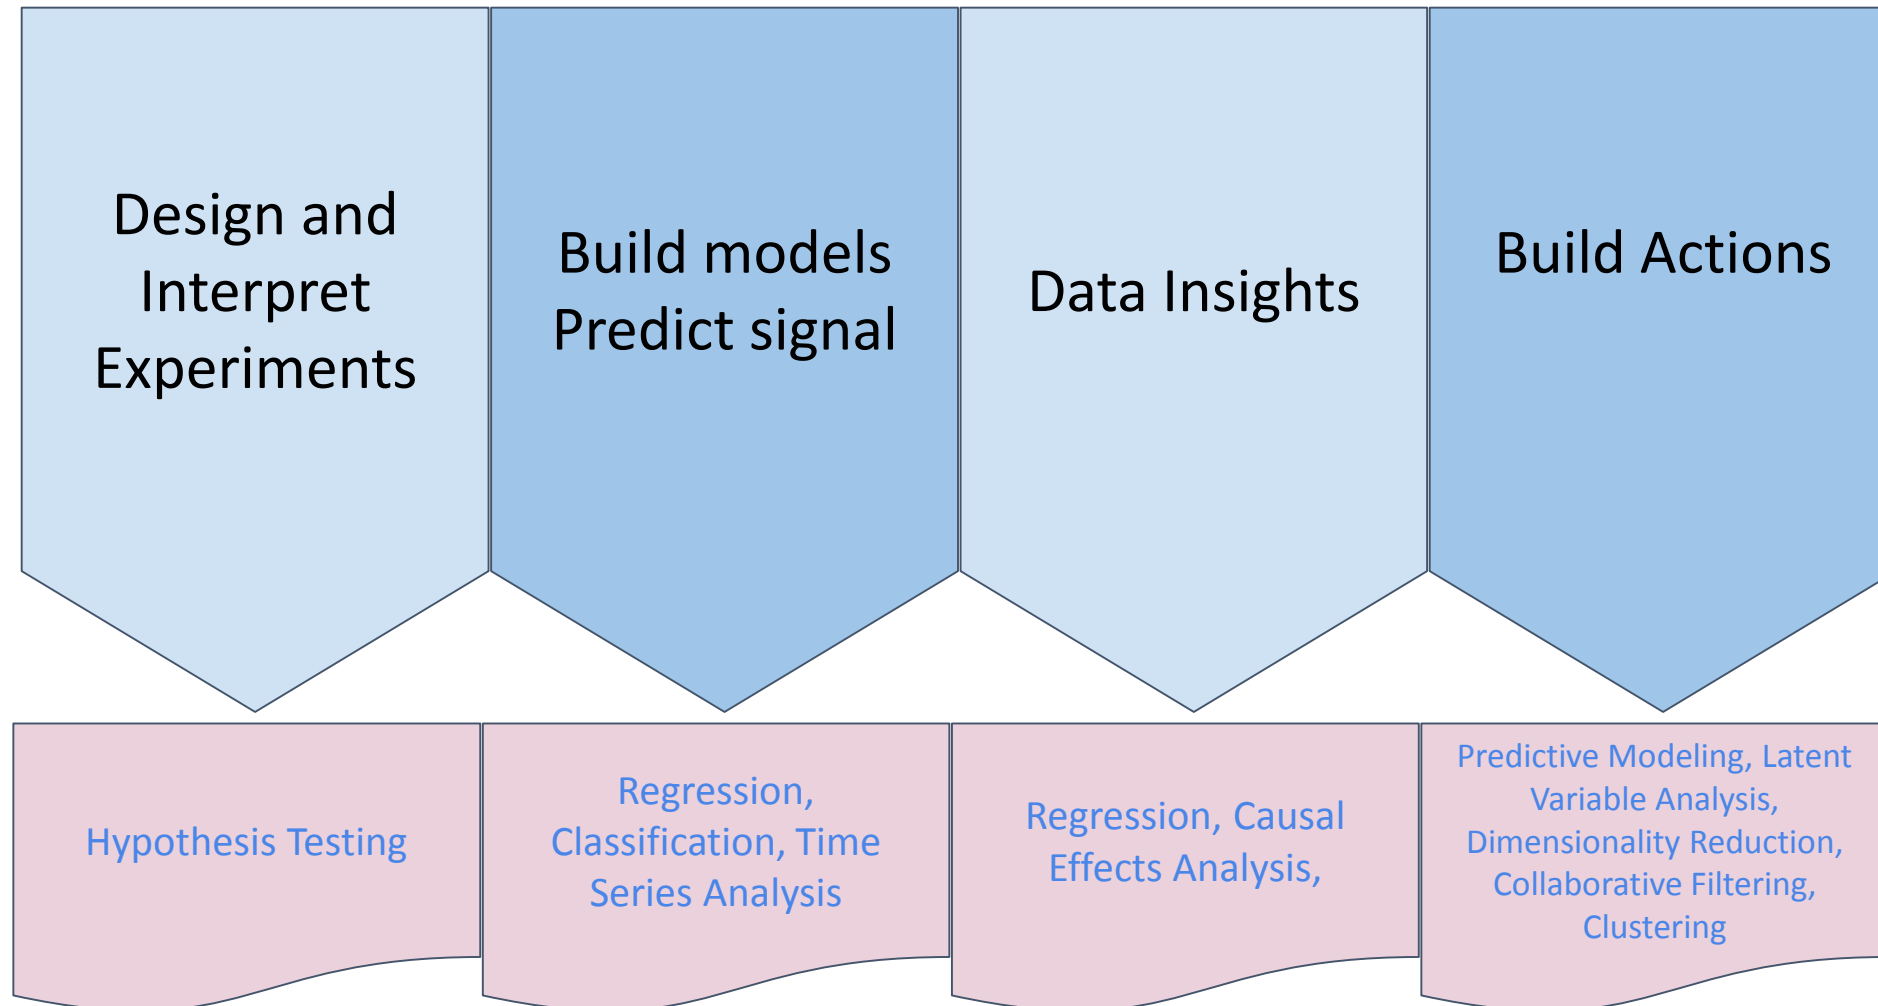 Design and
Interpret
Experiments
Build models
Predict signal
Data Insights
Build Actions
Hypothesis Testing
Regression,
Classification, Time
Series Analysis
Regression, Causal
Effects Analysis,
Predictive Modeling, Latent
Variable Analysis,
Dimensionality Reduction,
Collaborative Filtering,
Clustering